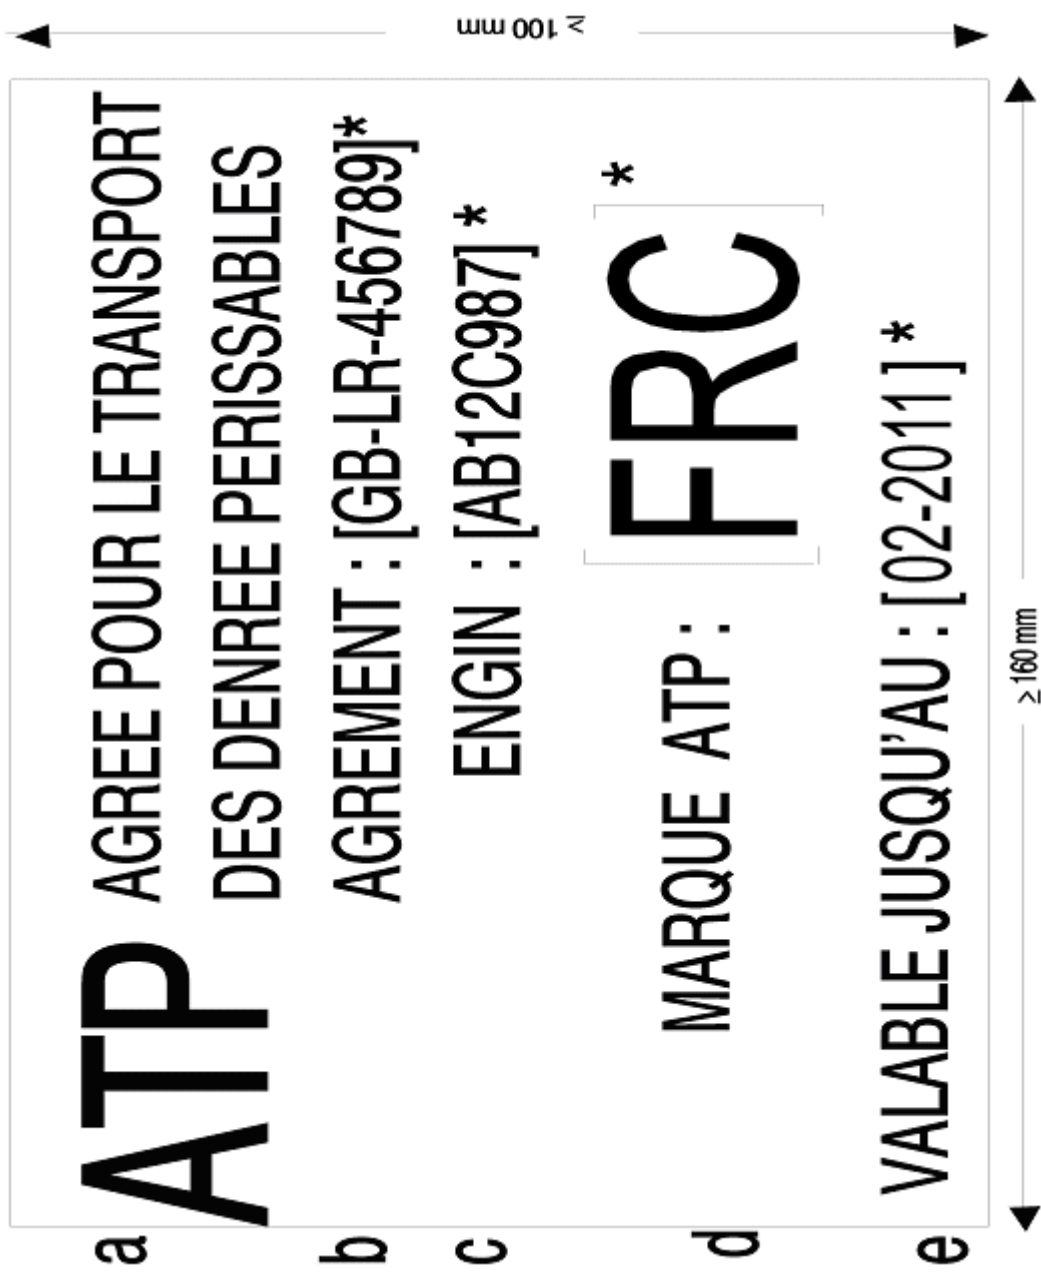 a ATP AGREE POUR LE TRANSPORT
DES DENREE PERISSABLES
b AGREMENT : [GB-LR-456789]*
c ENGIN : [AB12C987] *
d MARQUE ATP : [FRC] *
e VALABLE JUSQU’AU : [02-2011] *
≥ 160 mm
≥ 100 mm